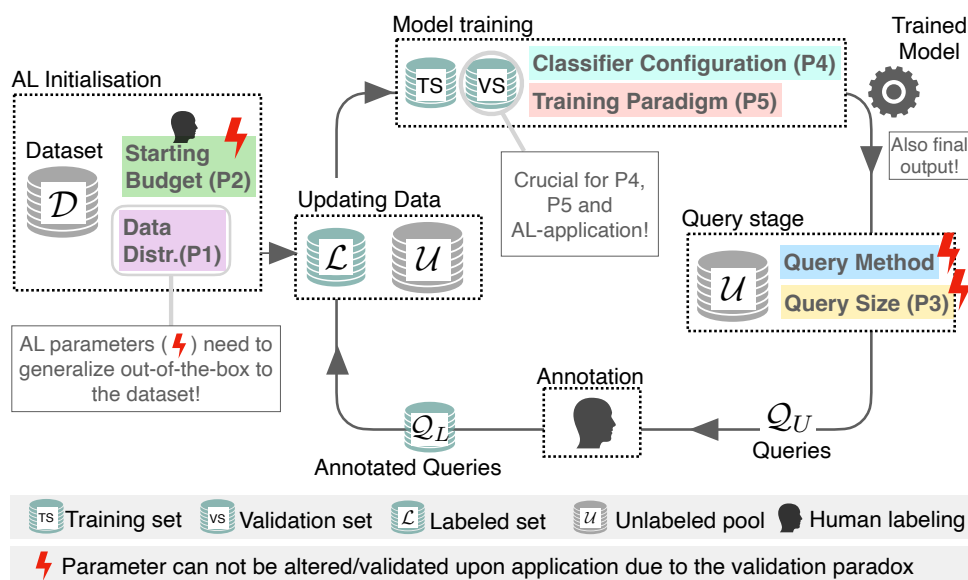 AL Initialisation
Dataset
𝒟
Starting
Budget (P2)
Data
Distr.(P1)
AL parameters ( ) need to
generalize out-of-the-box to
the dataset!
Updating Data
ℒ
𝒰
Model training
TS
VS
Classifier Configuration (P4)
Training Paradigm (P5)
Crucial for P4,
P5 and
AL-application!
Trained
Model
Also final
output!
Query stage
𝒰
Query Method
Query Size (P3)
𝒬_U
Queries
Annotation
𝒬_L
Annotated Queries
TS Training set
VS Validation set
ℒ Labeled set
𝒰 Unlabeled pool
Human labeling
Parameter can not be altered/validated upon application due to the validation paradox